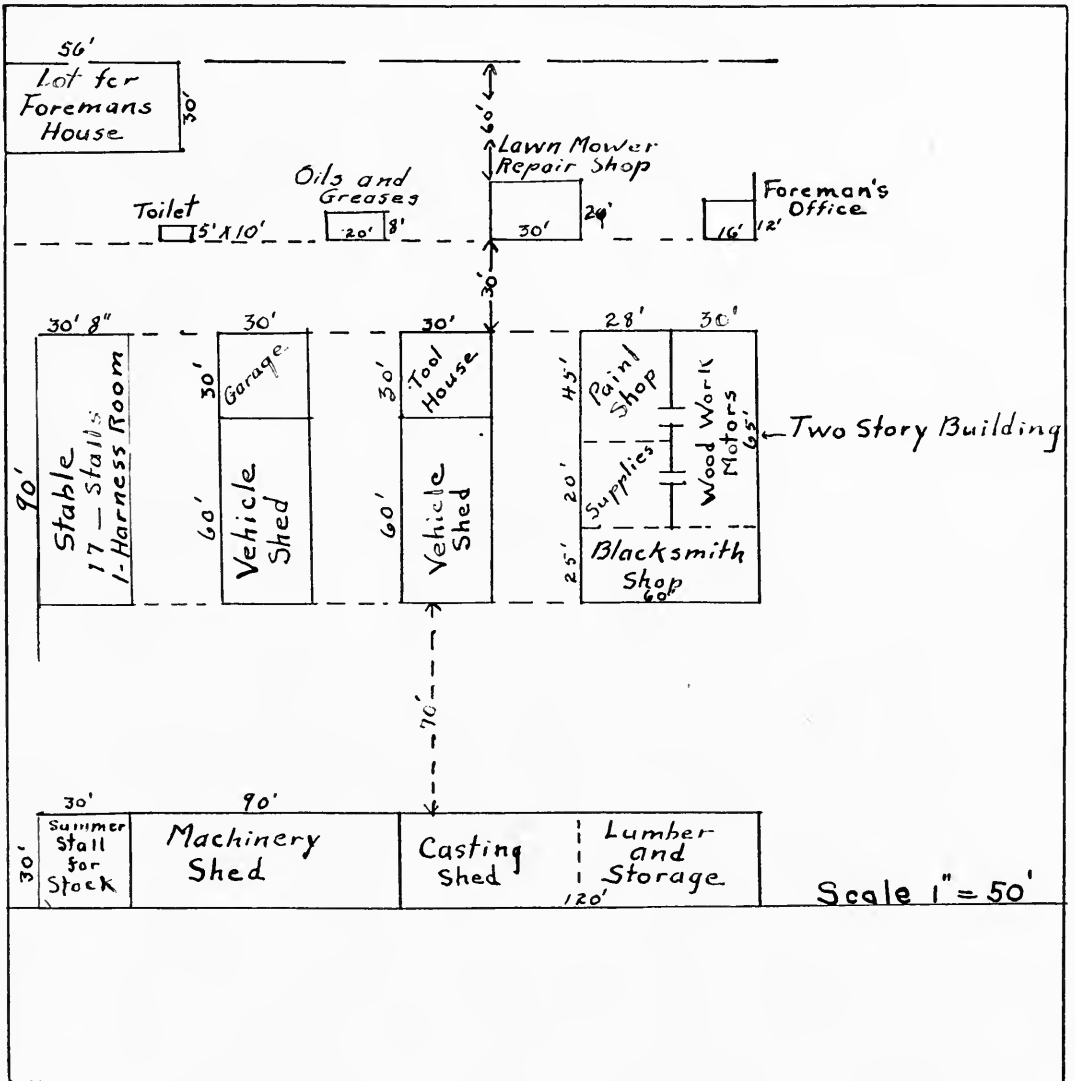 56'
Lot for
Foremans
House
30'
60'
Lawn Mower
Repair Shop
30'
Oils and
Greases
20'
8'
Toilet
5' X 10'
Foreman's
Office
16'
12'
30'
30' 8"
90'
Stable
17 — Stalls
1-Harness Room
30'
30'
Garage
60'
Vehicle
Shed
30'
30'
Tool
House
60'
Vehicle
Shed
28'
30'
45'
Paint
Shop
20'
Supplies
Wood Work
Motors
65'
25'
Blacksmith
Shop
60"
Two Story Building
70'
30'
30'
Summer
Stall
for
Stock
90'
Machinery
Shed
Casting
Shed
Lumber
and
Storage
120'
Scale 1" = 50'